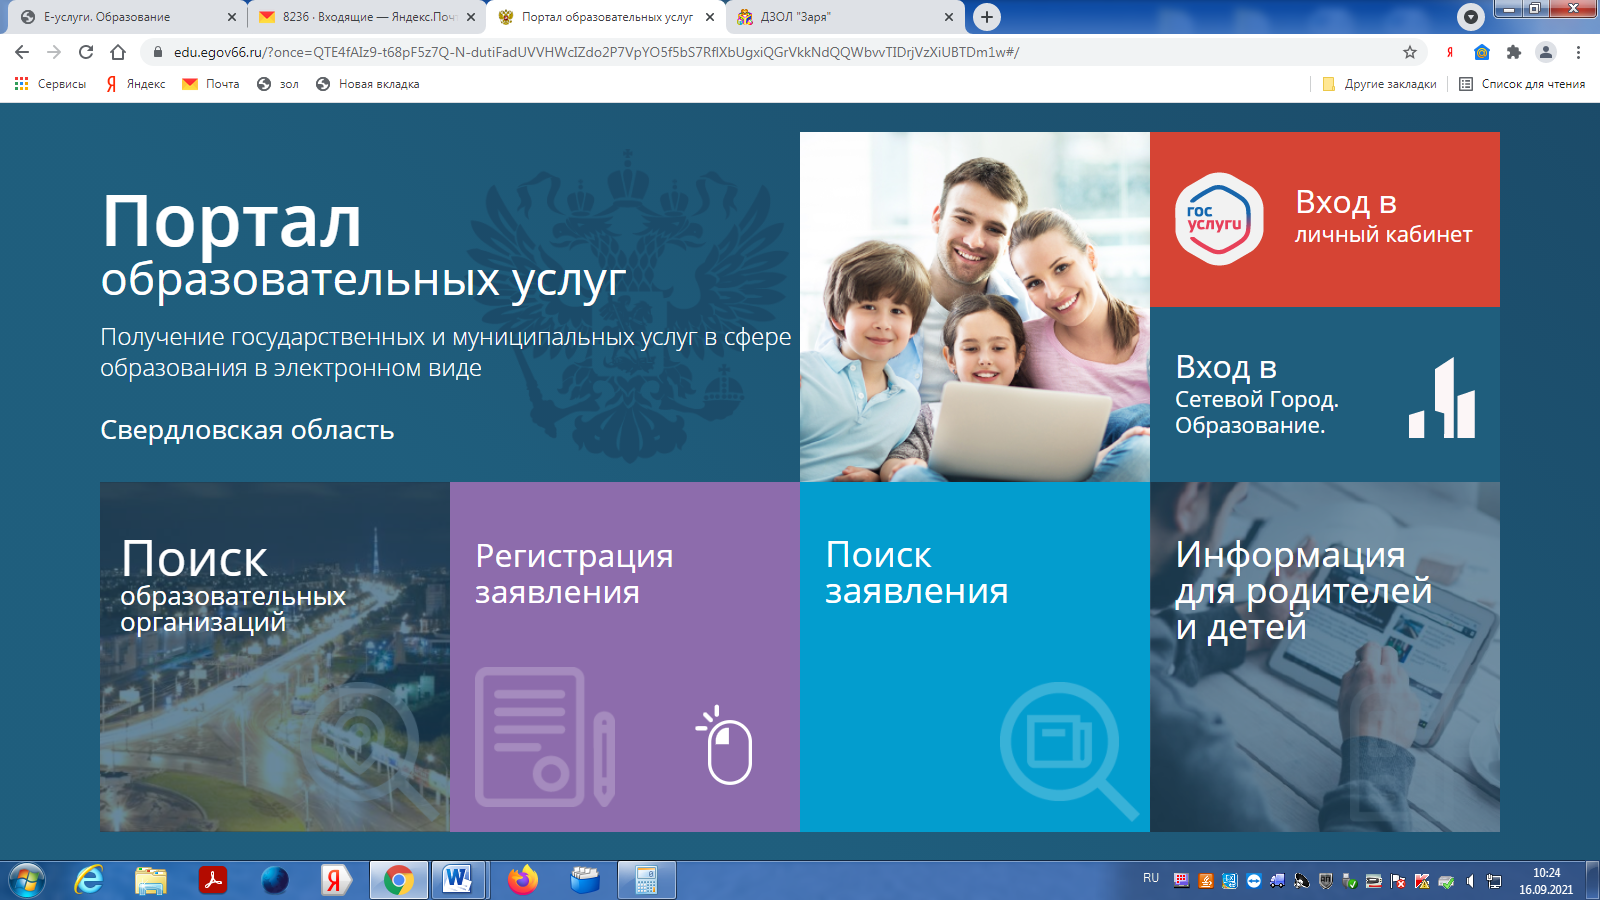 Е-услуги. Образование
8236 · Входящие — Яндекс.Поч
Портал образовательных услуг
ДЗОЛ "Заря"
edu.egov66.ru/?once=QTE4fAIz9-t68pF5z7Q-N-dutiFadUVVHWcIZdo2P7VpYO5f5bS7RflXbUgxiQGrVkkNdQQWbvvTIDrjVzXiUBTDm1w#/
Сервисы
Яндекс
Почта
зол
Новая вкладка
Другие закладки
Список для чтения
Портал
образовательных услуг
Получение государственных и муниципальных услуг в сфере
образования в электронном виде
Свердловская область
гос
услуги
Вход в
личный кабинет
Вход в
Сетевой Город.
Образование.
Поиск
образовательных
организаций
Регистрация
заявления
Поиск
заявления
Информация
для родителей
и детей
RU
10:24
16.09.2021